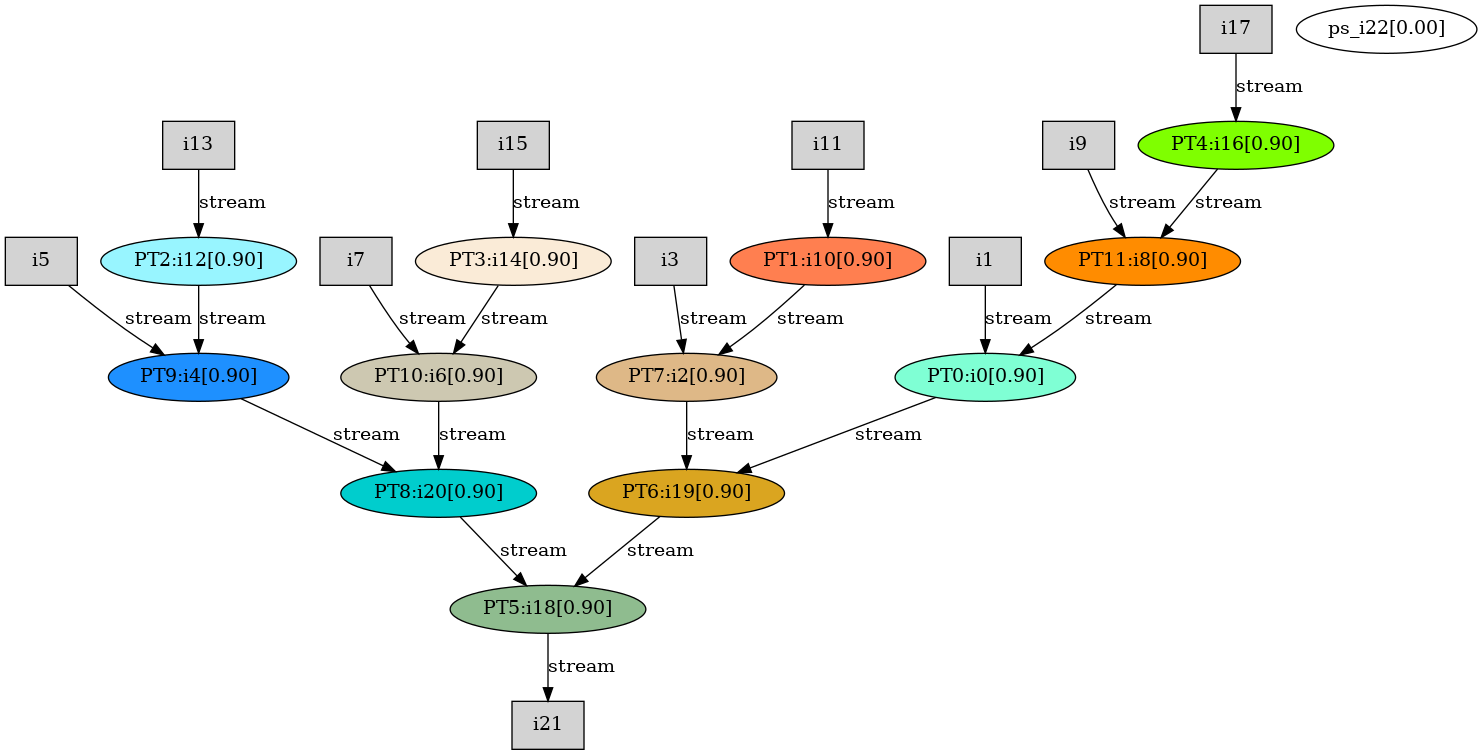 i17
ps_i22[0.00]
stream
i13
i15
i11
i9
PT4:i16[0.90]
stream
stream
stream
stream
stream
i5
PT2:i12[0.90]
i7
PT3:i14[0.90]
i3
PT1:i10[0.90]
i1
PT11:i8[0.90]
stream
stream
stream
stream
stream
stream
stream
stream
PT9:i4[0.90]
PT10:i6[0.90]
PT7:i2[0.90]
PT0:i0[0.90]
stream
stream
stream
stream
PT8:i20[0.90]
PT6:i19[0.90]
stream
stream
PT5:i18[0.90]
stream
i21